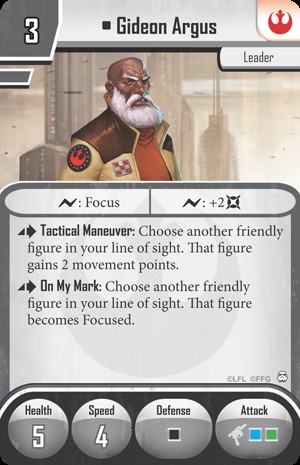 3
Gideon Argus
Leader
: Focus
: +2
Tactical Maneuver: Choose another friendly
figure in your line of sight. That figure
gains 2 movement points.
On My Mark: Choose another friendly
figure in your line of sight. That figure
becomes Focused.
©LFL ©FFG
Health
Speed
Defense
Attack
5
4